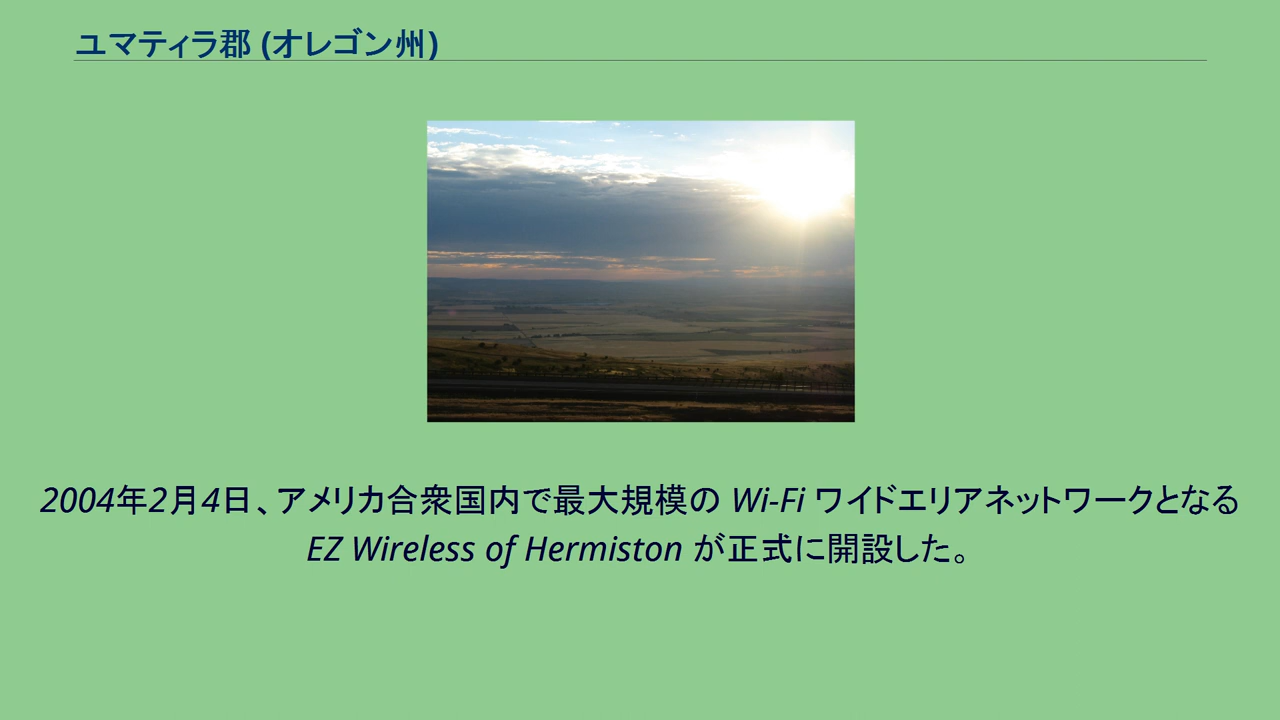 ユマティラ郡 (オレゴン州)
2004年2月4日、アメリカ合衆国内で最大規模の Wi-Fi ワイドエリアネットワークとなる
EZ Wireless of Hermiston が正式に開設した。